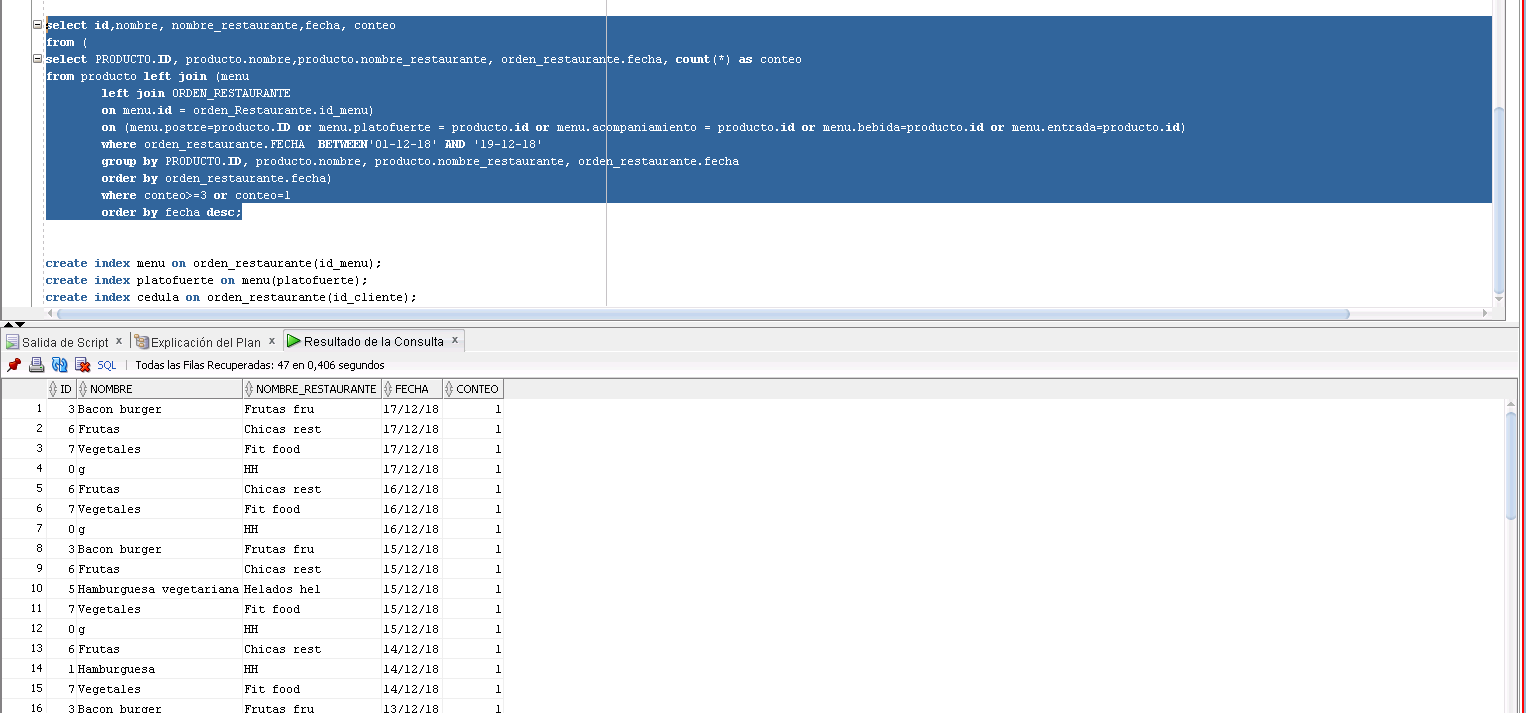 select id,nombre, nombre_restaurante,fecha, conteo
from (
select PRODUCTO.ID, producto.nombre,producto.nombre_restaurante, orden_restaurante.fecha, count(*) as conteo
from producto left join (menu
left join ORDEN_RESTAURANTE
on menu.id = orden_Restaurante.id_menu)
on (menu.postre=producto.ID or menu.platofuerte = producto.id or menu.acompaniamiento = producto.id or menu.bebida=producto.id or menu.entrada=producto.id)
where orden_restaurante.FECHA  BETWEEN'01-12-18' AND '19-12-18'
group by PRODUCTO.ID, producto.nombre, producto.nombre_restaurante, orden_restaurante.fecha
order by orden_restaurante.fecha)
where conteo>=3 or conteo=1
order by fecha desc;
create index menu on orden_restaurante(id_menu);
create index platofuerte on menu(platofuerte);
create index cedula on orden_restaurante(id_cliente);
Salida de Script x Explicación del Plan x Resultado de la Consulta x
SQL | Todas las Filas Recuperadas: 47 en 0,406 segundos
ID NOMBRE NOMBRE_RESTAURANTE FECHA CONTEO
1 3 Bacon burger Frutas fru 17/12/18 1
2 6 Frutas Chicas rest 17/12/18 1
3 7 Vegetales Fit food 17/12/18 1
4 0 g HH 17/12/18 1
5 6 Frutas Chicas rest 16/12/18 1
6 7 Vegetales Fit food 16/12/18 1
7 0 g HH 16/12/18 1
8 3 Bacon burger Frutas fru 15/12/18 1
9 6 Frutas Chicas rest 15/12/18 1
10 5 Hamburguesa vegetariana Helados hel 15/12/18 1
11 7 Vegetales Fit food 15/12/18 1
12 0 g HH 15/12/18 1
13 6 Frutas Chicas rest 14/12/18 1
14 1 Hamburguesa HH 14/12/18 1
15 7 Vegetales Fit food 14/12/18 1
16 3 Bacon burger Frutas fru 13/12/18 1